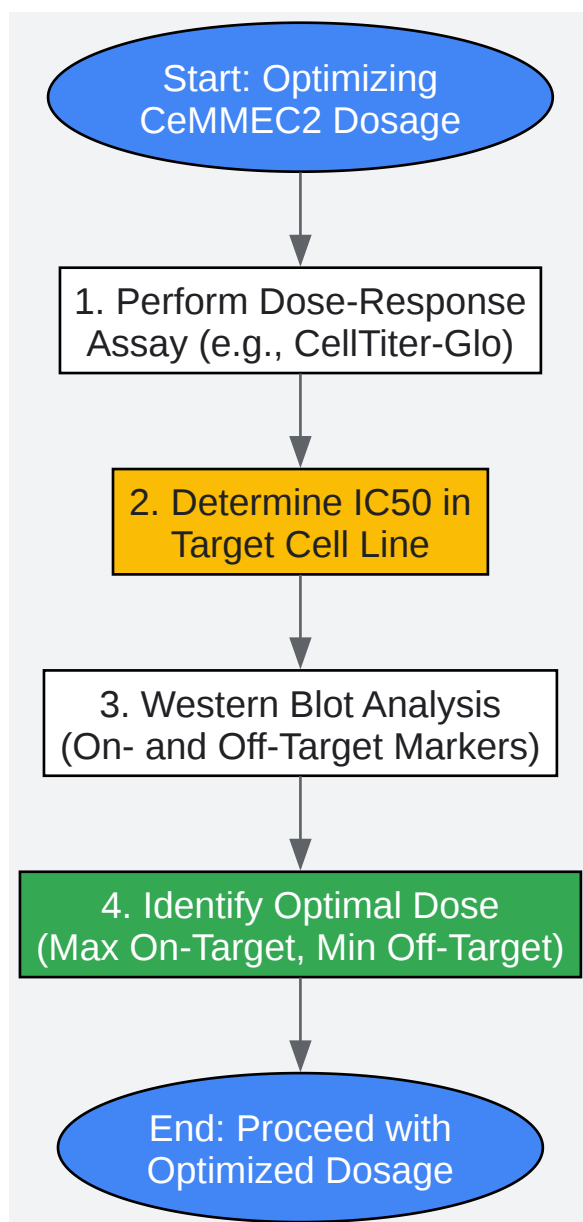 Start: Optimizing
CeMMEC2 Dosage
1. Perform Dose-Response
Assay (e.g., CellTiter-Glo)
2. Determine IC50 in
Target Cell Line
3. Western Blot Analysis
(On- and Off-Target Markers)
4. Identify Optimal Dose
(Max On-Target, Min Off-Target)
End: Proceed with
Optimized Dosage